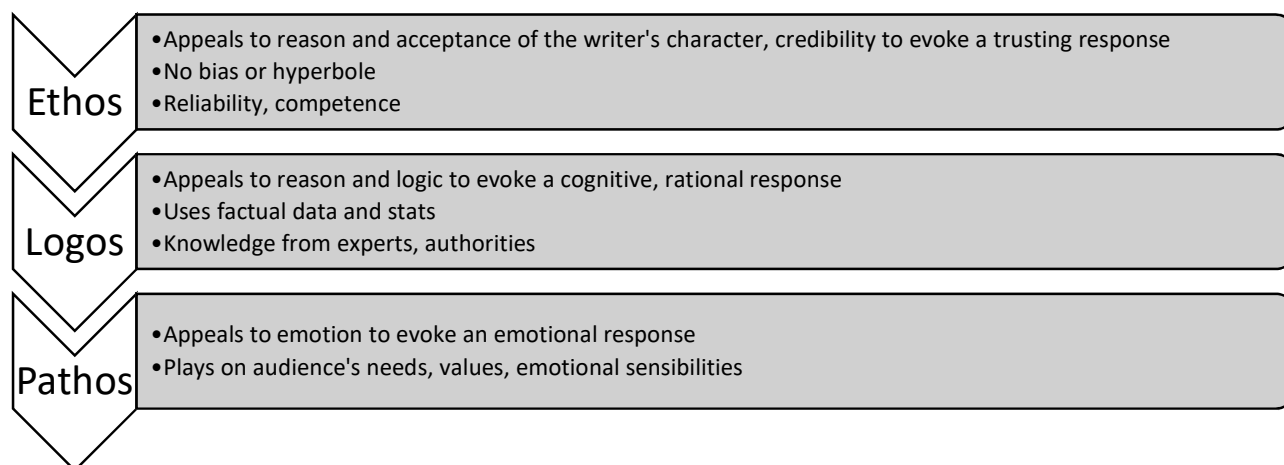 Ethos
•Appeals to reason and acceptance of the writer's character, credibility to evoke a trusting response
•No bias or hyperbole
•Reliability, competence
Logos
•Appeals to reason and logic to evoke a cognitive, rational response
•Uses factual data and stats
•Knowledge from experts, authorities
Pathos
•Appeals to emotion to evoke an emotional response
•Plays on audience's needs, values, emotional sensibilities